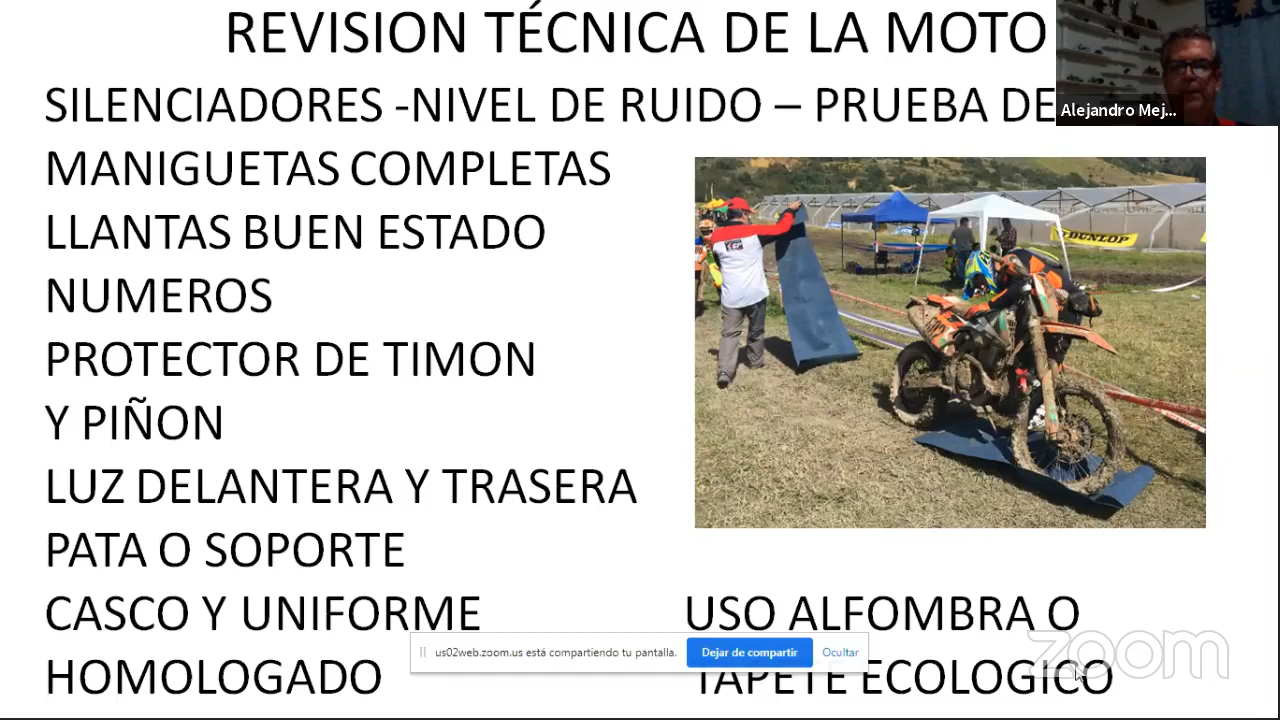 REVISION TÉCNICA DE LA MOTO
Alejandro Mej...
SILENCIADORES -NIVEL DE RUIDO – PRUEBA DE
MANIGUETAS COMPLETAS
LLANTAS BUEN ESTADO
NUMEROS
PROTECTOR DE TIMON
Y PIÑON
LUZ DELANTERA Y TRASERA
PATA O SOPORTE
CASCO Y UNIFORME
HOMOLOGADO
DUNLOP
USO ALFOMBRA O
TAPETE ECOLOGICO
us02web.zoom.us está compartiendo tu pantalla.
Dejar de compartir
Ocultar
zoom